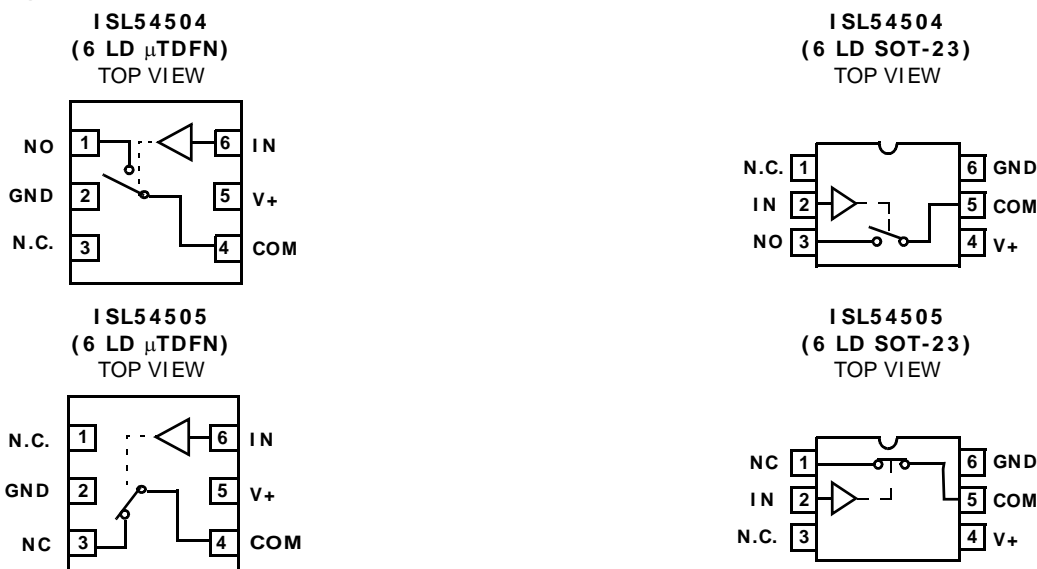 ISL54504
(6 LD μTDFN)
TOP VIEW
NO 1 6 IN
GND 2 5 V+
N.C. 3 4 COM
ISL54504
(6 LD SOT-23)
TOP VIEW
N.C. 1 6 GND
IN 2 5 COM
NO 3 4 V+
ISL54505
(6 LD μTDFN)
TOP VIEW
N.C. 1 6 IN
GND 2 5 V+
NC 3 4 COM
ISL54505
(6 LD SOT-23)
TOP VIEW
NC 1 6 GND
IN 2 5 COM
N.C. 3 4 V+